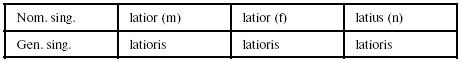 Nom. sing. latior (m) latior (f) latius (n)
Gen. sing. latioris latioris latioris